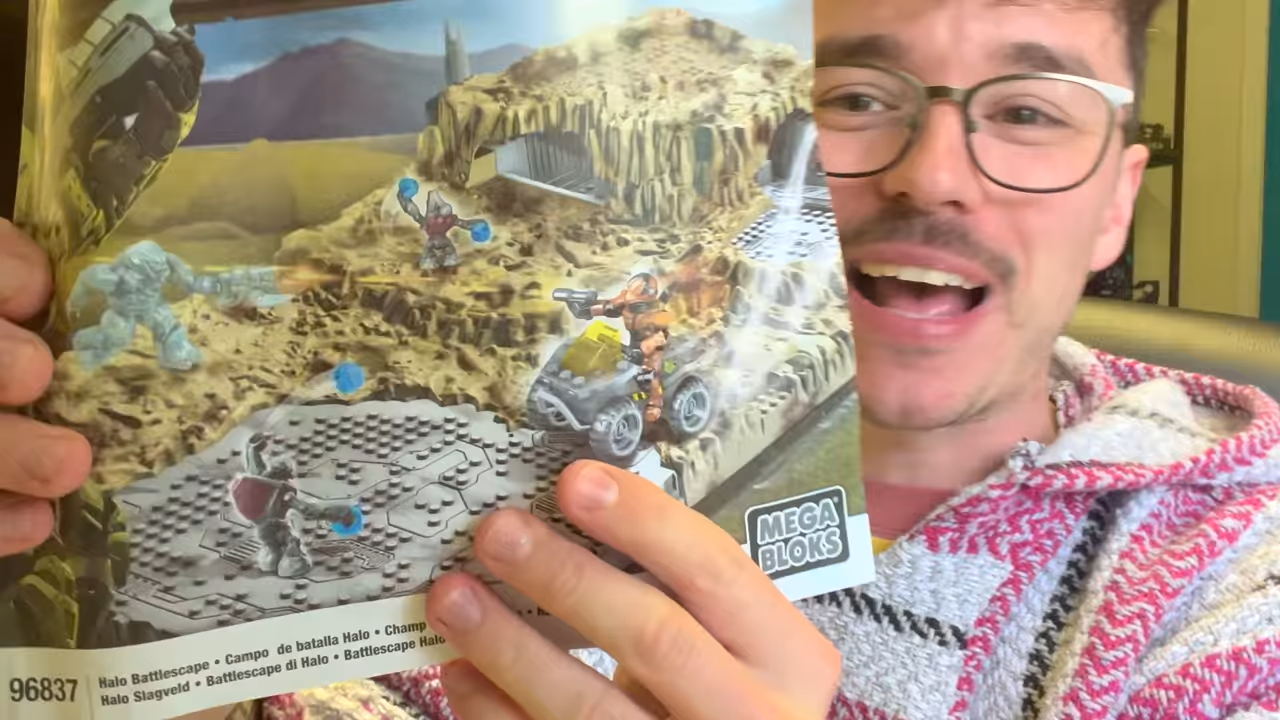 MEGA
BLOKS
96837
Halo Battlescape • Campo de batalla Halo • Champ
Halo Slagveld • Battlescape di Halo • Battlescape Halo